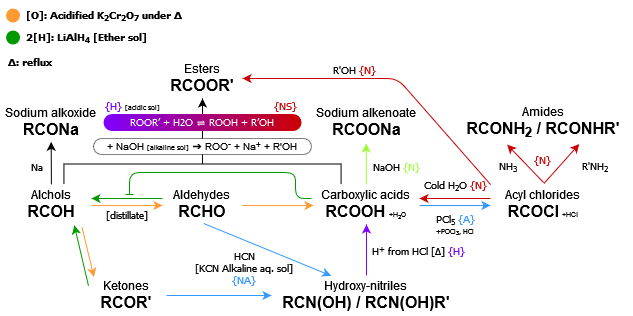 [O]: Acidified K2Cr2O7 under Δ
2[H]: LiAlH4 [Ether sol]
Δ: reflux
Esters
RCOOR'
R'OH {N}
{H} [addic sol] {NS}
ROOR' + H2O ⇌ ROOH + R'OH
+ NaOH [alkaline sol] → ROO- + Na+ + R'OH
Sodium alkoxide
RCONa
Sodium alkenoate
RCOONa
Amides
RCONH2 / RCONHR'
Na
NaOH {N}
NH3 {N} R'NH2
Alchols
RCOH
[distillate]
Aldehydes
RCHO
Carboxylic acids
RCOOH +H2O
Cold H2O {N}
PCl5 {A}
+POCl3, HCl
Acyl chlorides
RCOCl +HCl
HCN
[KCN Alkaline aq. sol]
{NA}
H+ from HCl [Δ] {H}
Ketones
RCOR'
Hydroxy-nitriles
RCN(OH) / RCN(OH)R'